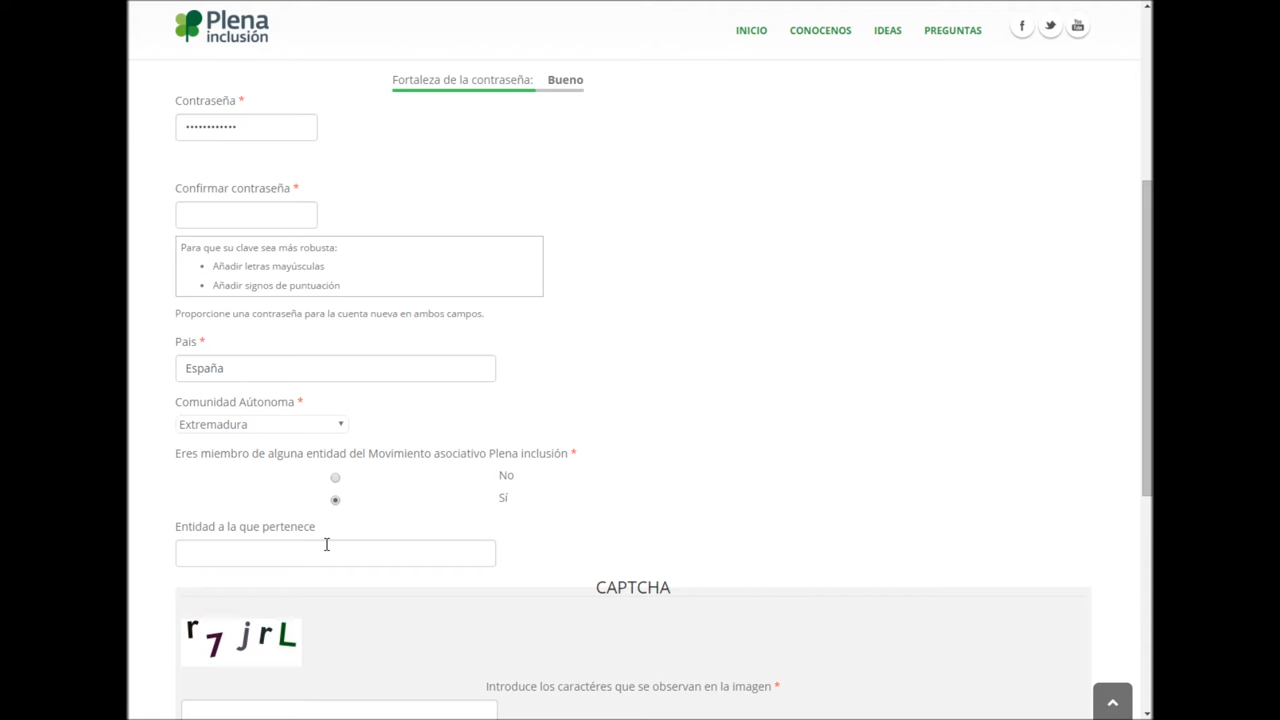 Plena
inclusión
INICIO CONOCENOS IDEAS PREGUNTAS
f
You
Tube
Fortaleza de la contraseña: Bueno
Contraseña *
••••••••••••
Confirmar contraseña *
Para que su clave sea más robusta:
• Añadir letras mayúsculas
• Añadir signos de puntuación
Proporcione una contraseña para la cuenta nueva en ambos campos.
Pais *
España
Comunidad Aútonoma *
Extremadura
Eres miembro de alguna entidad del Movimiento asociativo Plena inclusión *
No
Sí
Entidad a la que pertenece
CAPTCHA
r7jrL
Introduce los caractéres que se observan en la imagen *